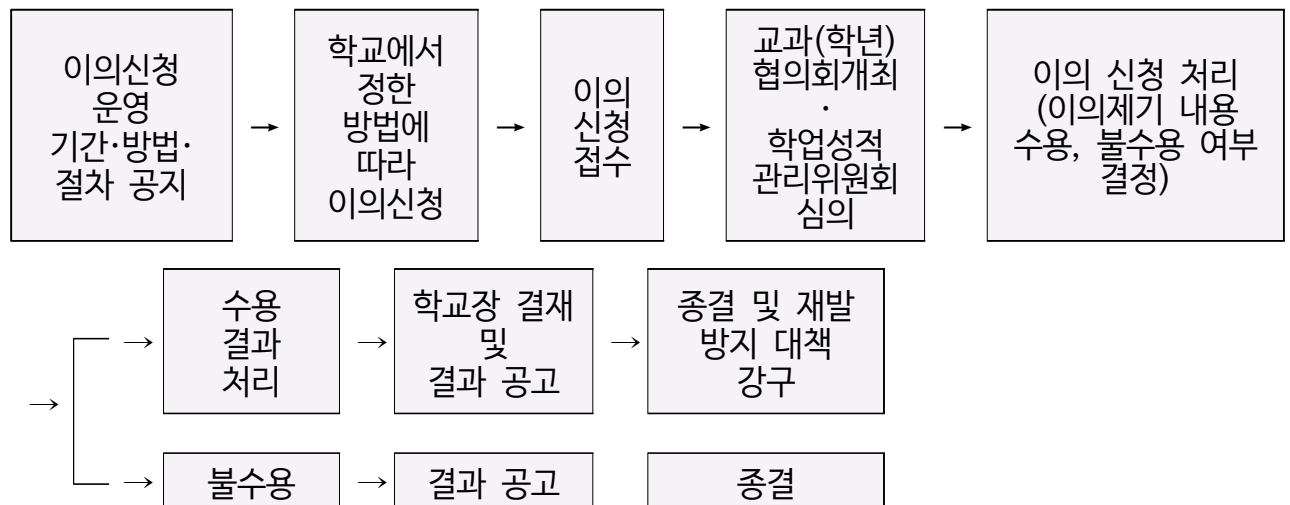 이의신청
운영
기간·방법·
절차 공지
→
학교에서
정한
방법에
따라
이의신청
→
이의
신청
접수
→
교과(학년)
협의회개최
·
학업성적
관리위원회
심의
→
이의 신청 처리
(이의제기 내용
수용, 불수용 여부
결정)
→
→
수용
결과
처리
→
학교장 결재
및
결과 공고
→
종결 및 재발
방지 대책
강구
→
불수용
→
결과 공고
종결